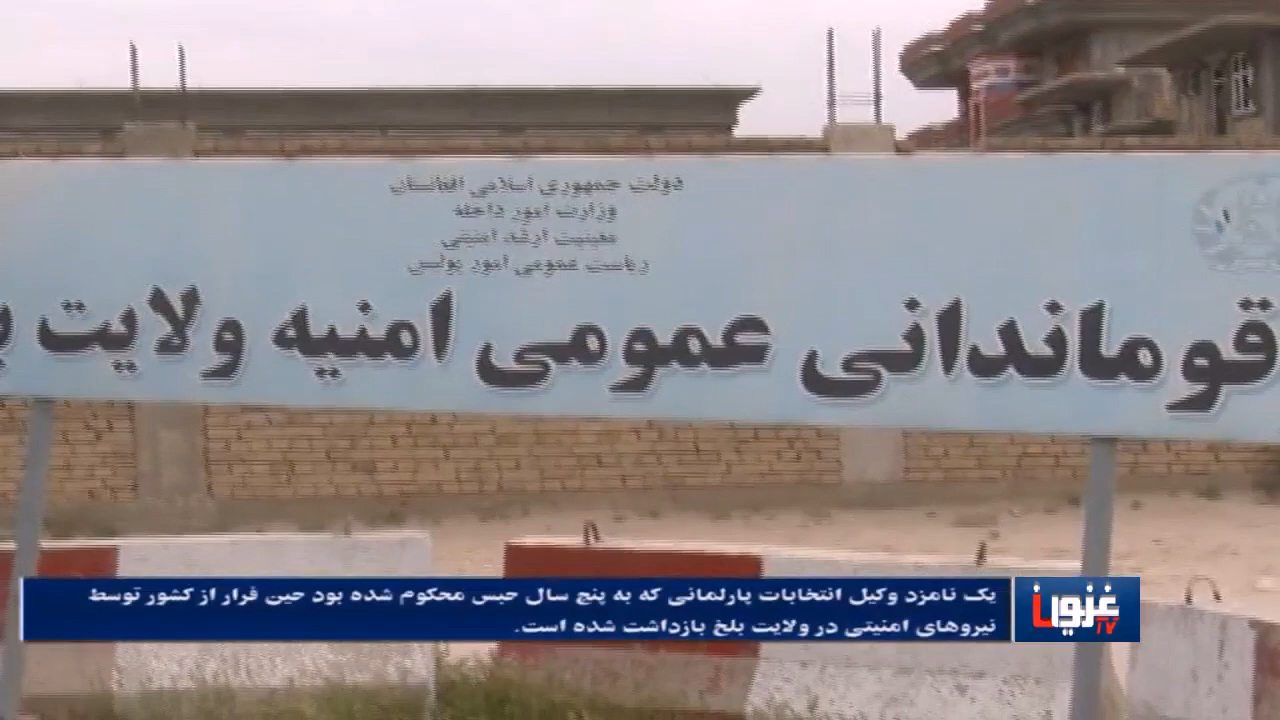 دولت جمهوری اسلامی افغانستان
وزارت امور داخله
معینیت ارشد امنیتی
ریاست عمومی امور پولیس
قوماندانی عمومی امنیه ولایت
یک نامزد وکیل انتخابات پارلمانی که به پنج سال حبس محکوم شده بود حین فرار از کشور توسط
نیروهای امنیتی در ولایت بلخ بازداشت شده است.
غزنویان
TV